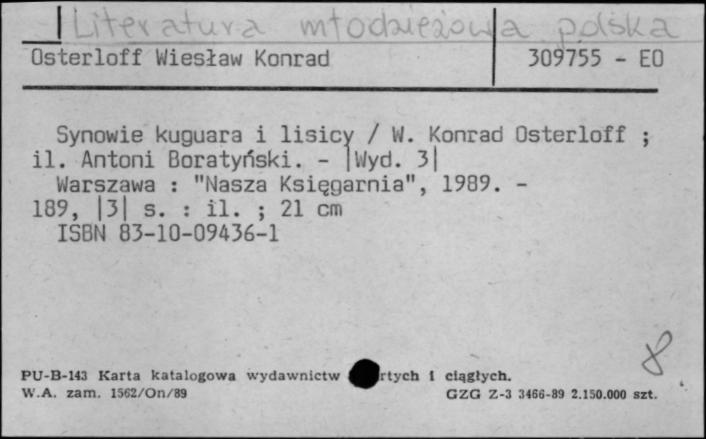 Literatura młodzieżowa polska
Osterloff Wiesław Konrad 309755 - EO
Synowie kuguara i lisicy / W. Konrad Osterloff ;
il. Antoni Boratyński. - |Wyd. 3|
Warszawa : "Nasza Księgarnia", 1989. -
189, |3| s. : il. ; 21 cm
ISBN 83-10-09436-1
PU-B-143 Karta katalogowa wydawnictw rtych i ciągłych.
W.A. zam. 1562/On/89 GZG Z-3 3466-89 2.150.000 szt.